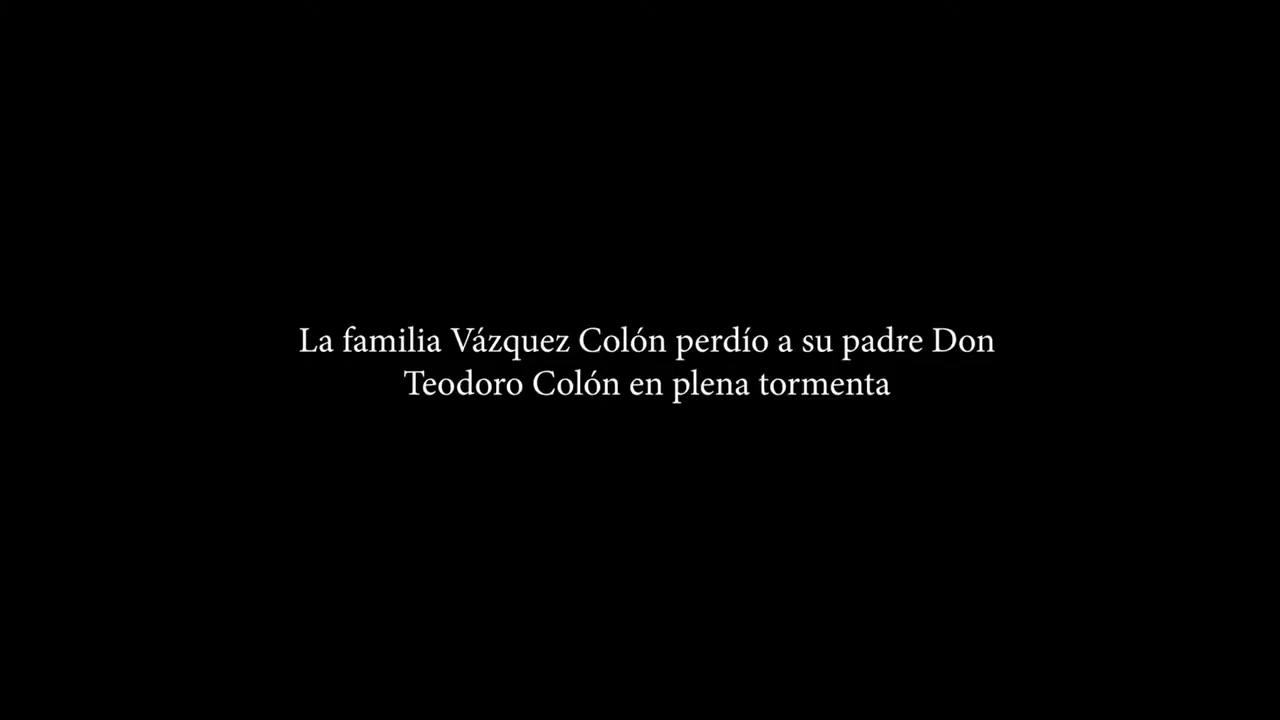 La familia Vázquez Colón perdío a su padre Don
Teodoro Colón en plena tormenta